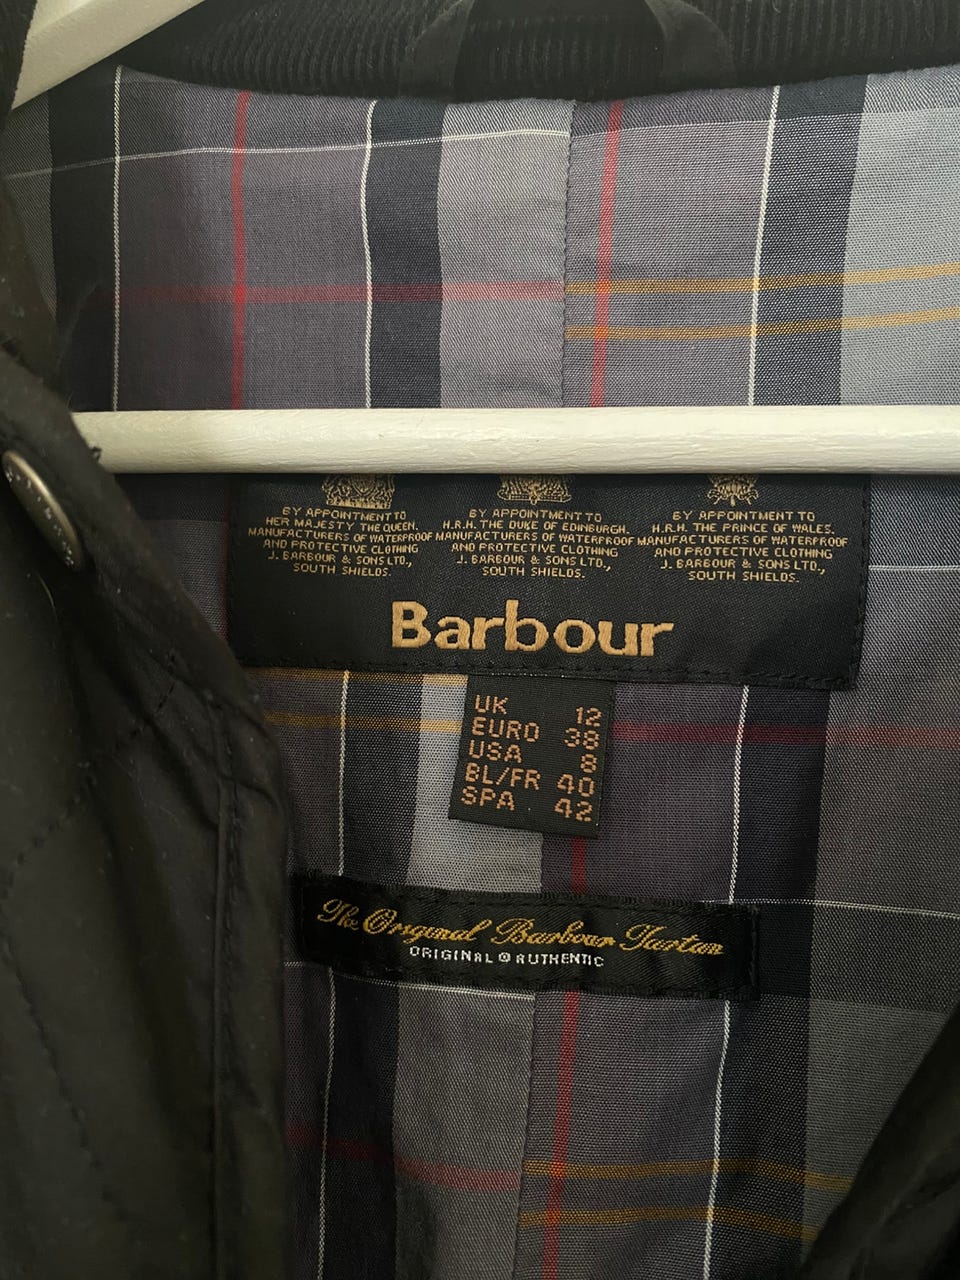 BY APPOINTMENT TO
HER MAJESTY THE QUEEN.
MANUFACTURERS OF WATERPROOF
AND PROTECTIVE CLOTHING
J. BARBOUR & SONS LTD.,
SOUTH SHIELDS.
BY APPOINTMENT TO
H.R.H. THE DUKE OF EDINBURGH.
MANUFACTURERS OF WATERPROOF
AND PROTECTIVE CLOTHING
J. BARBOUR & SONS LTD.,
SOUTH SHIELDS.
BY APPOINTMENT TO
H.R.H. THE PRINCE OF WALES.
MANUFACTURERS OF WATERPROOF
AND PROTECTIVE CLOTHING
J. BARBOUR & SONS LTD.,
SOUTH SHIELDS.
Barbour
UK 12
EURO 38
USA 8
BL/FR 40
SPA 42
The Original Barbour Tartan
ORIGINAL & AUTHENTIC